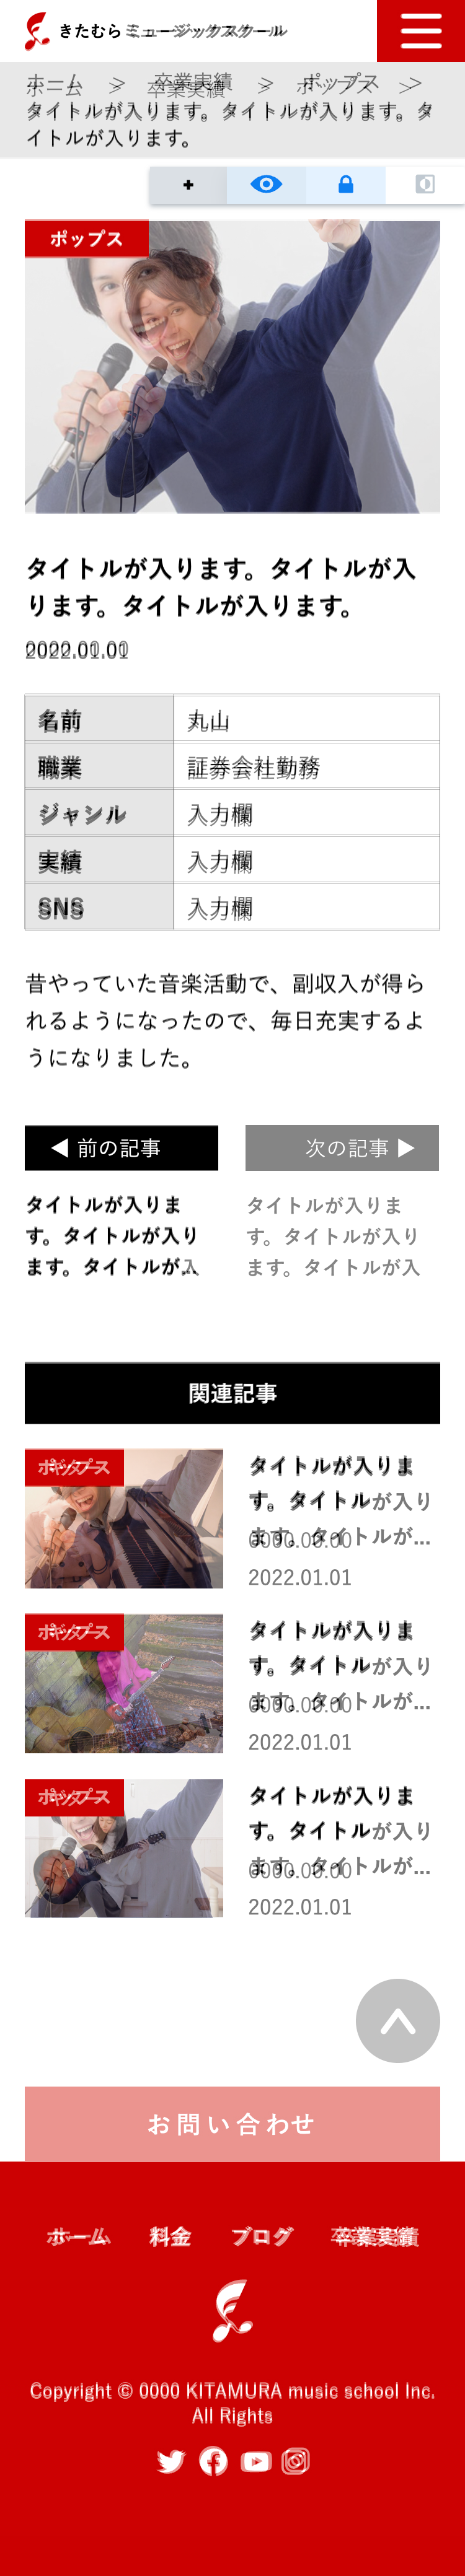 きたむらミュージックスクール
ホーム > 卒業実績 > ポップス >
タイトルが入ります。タイトルが入ります。タ
イトルが入ります。
+
ポップス
タイトルが入ります。タイトルが入
ります。タイトルが入ります。
2022.01.01
名前 丸山
職業 証券会社勤務
ジャンル 入力欄
実績 入力欄
SNS 入力欄
昔やっていた音楽活動で、副収入が得ら
れるようになったので、毎日充実するよ
うになりました。
◀ 前の記事
次の記事 ▶
タイトルが入りま
す。タイトルが入り
ます。タイトルが
タイトルが入りま
す。タイトルが入り
ます。タイトルが入
関連記事
ポップス
タイトルが入りま
す。タイトルが入り
ます。タイトルが...
0000.00.00
2022.01.01
ポップス
タイトルが入りま
す。タイトルが入り
ます。タイトルが...
0000.00.00
2022.01.01
ポップス
タイトルが入りま
す。タイトルが入り
ます。タイトルが...
0000.00.00
2022.01.01
お問い合わせ
ホーム 料金 ブログ 卒業実績
Copyright © 0000 KITAMURA music school Inc.
All Rights